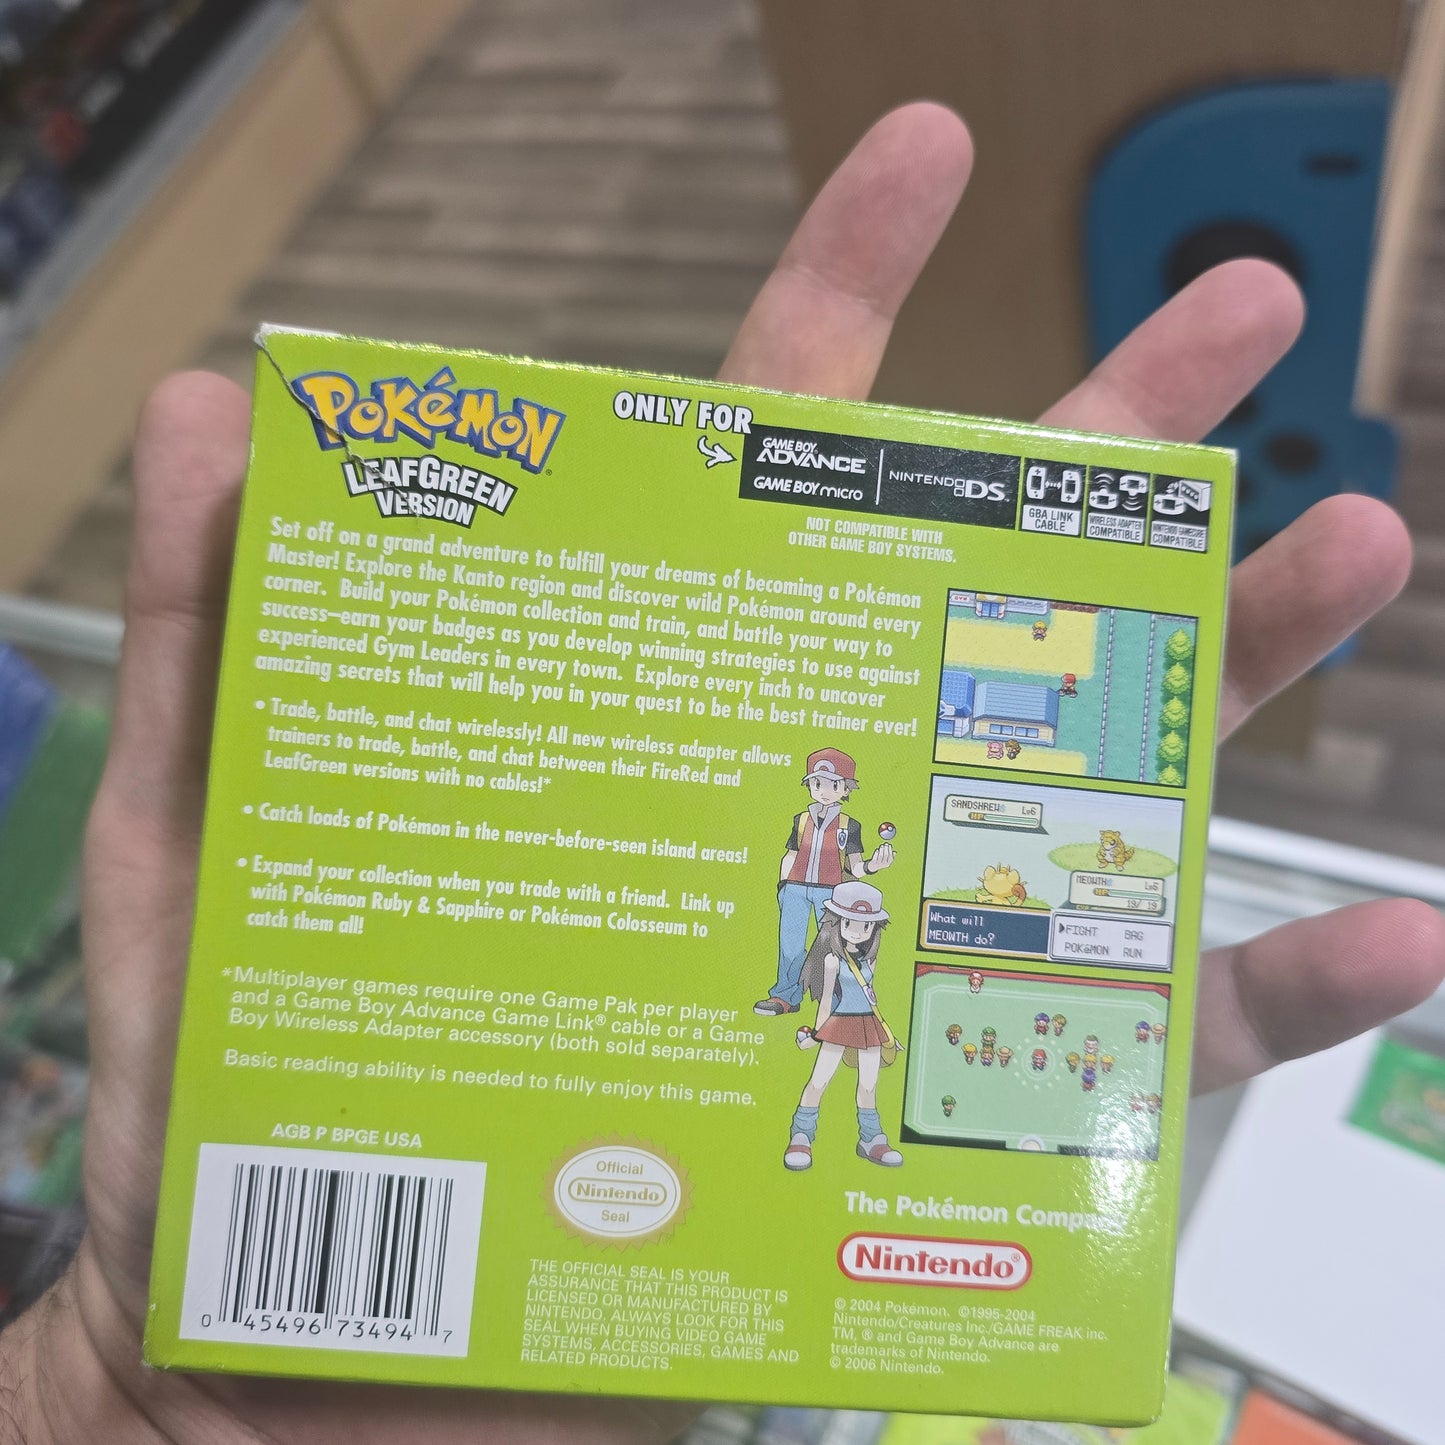 POKéMON
LEAFGREEN
VERSION
ONLY FOR
GAME BOY
ADVANCE
GAME BOY micro
NINTENDO DS
GBA LINK
CABLE
WIRELESS ADAPTER
COMPATIBLE
NINTENDO GAMECUBE
COMPATIBLE
NOT COMPATIBLE WITH
OTHER GAME BOY SYSTEMS.
Set off on a grand adventure to fulfill your dreams of becoming a Pokémon
Master! Explore the Kanto region and discover wild Pokémon around every
corner. Build your Pokémon collection and train, and battle your way to
success–earn your badges as you develop winning strategies to use against
experienced Gym Leaders in every town. Explore every inch to uncover
amazing secrets that will help you in your quest to be the best trainer ever!
• Trade, battle, and chat wirelessly! All new wireless adapter allows
trainers to trade, battle, and chat between their FireRed and
LeafGreen versions with no cables!*
• Catch loads of Pokémon in the never-before-seen island areas!
• Expand your collection when you trade with a friend. Link up
with Pokémon Ruby & Sapphire or Pokémon Colosseum to
catch them all!
*Multiplayer games require one Game Pak per player
and a Game Boy Advance Game Link® cable or a Game
Boy Wireless Adapter accessory (both sold separately).
Basic reading ability is needed to fully enjoy this game.
GYM
SANDSHREW Lv6
HP
MEOWTH Lv6
HP
19/ 19
What will
MEOWTH do?
FIGHT BAG
POKéMON RUN
AGB P BPGE USA
0 45496 73494 7
Official
Nintendo
Seal
THE OFFICIAL SEAL IS YOUR
ASSURANCE THAT THIS PRODUCT IS
LICENSED OR MANUFACTURED BY
NINTENDO. ALWAYS LOOK FOR THIS
SEAL WHEN BUYING VIDEO GAME
SYSTEMS, ACCESSORIES, GAMES AND
RELATED PRODUCTS.
The Pokémon Company
Nintendo®
© 2004 Pokémon. ©1995-2004
Nintendo/Creatures Inc./GAME FREAK inc.
TM, ® and Game Boy Advance are
trademarks of Nintendo.
© 2006 Nintendo.